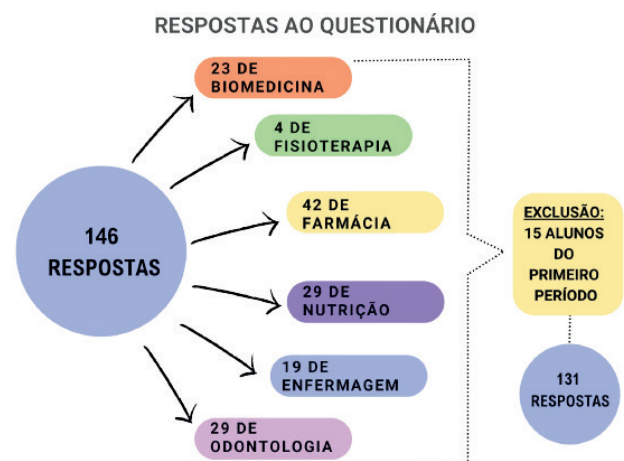 RESPOSTAS AO QUESTIONÁRIO
23 DE
BIOMEDICINA
4 DE
FISIOTERAPIA
42 DE
FARMÁCIA
29 DE
NUTRIÇÃO
19 DE
ENFERMAGEM
29 DE
ODONTOLOGIA
146
RESPOSTAS
EXCLUSÃO:
15 ALUNOS
DO
PRIMEIRO
PERÍODO
131
RESPOSTAS